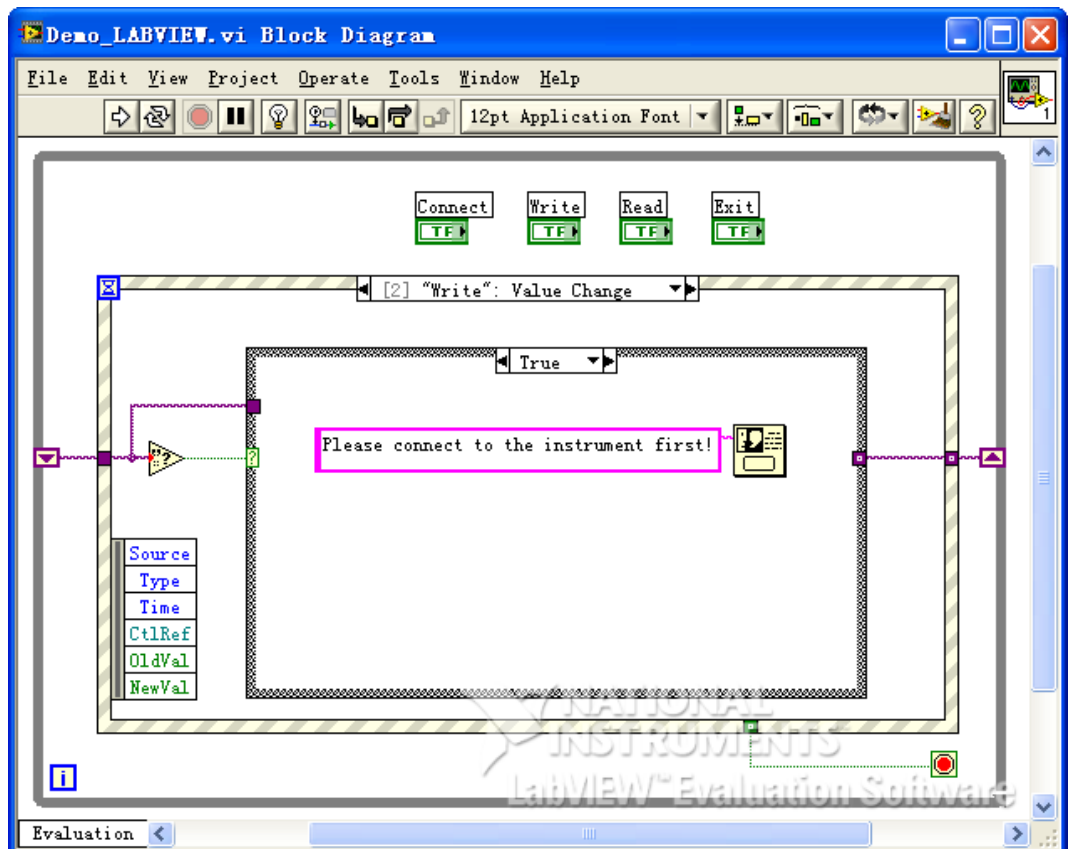 Demo_LABVIEW.vi Block Diagram
File Edit View Project Operate Tools Window Help
12pt Application Font
1
Connect Write Read Exit
TF TF TF TF
[2] "Write": Value Change
True
Please connect to the instrument first!
?
Source
Type
Time
CtlRef
OldVal
NewVal
NATIONAL
INSTRUMENTS
LabVIEW™ Evaluation Software
i
Evaluation